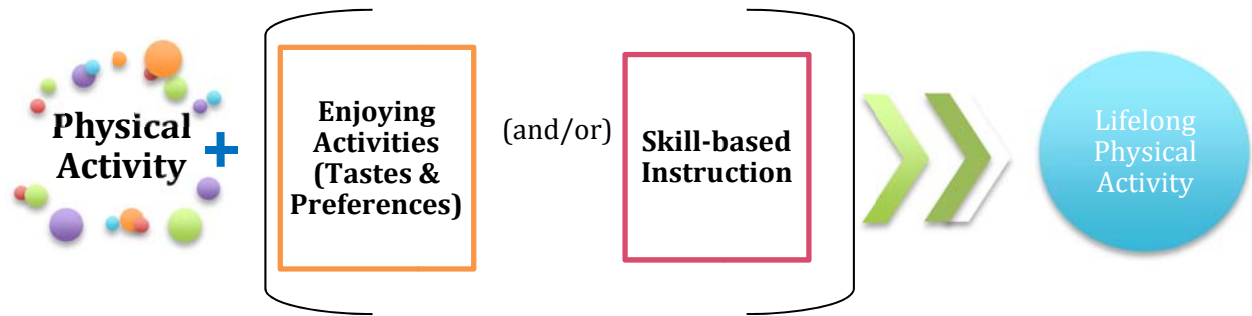 Physical
Activity
+
Enjoying
Activities
(Tastes &
Preferences)
(and/or)
Skill-based
Instruction
Lifelong
Physical
Activity